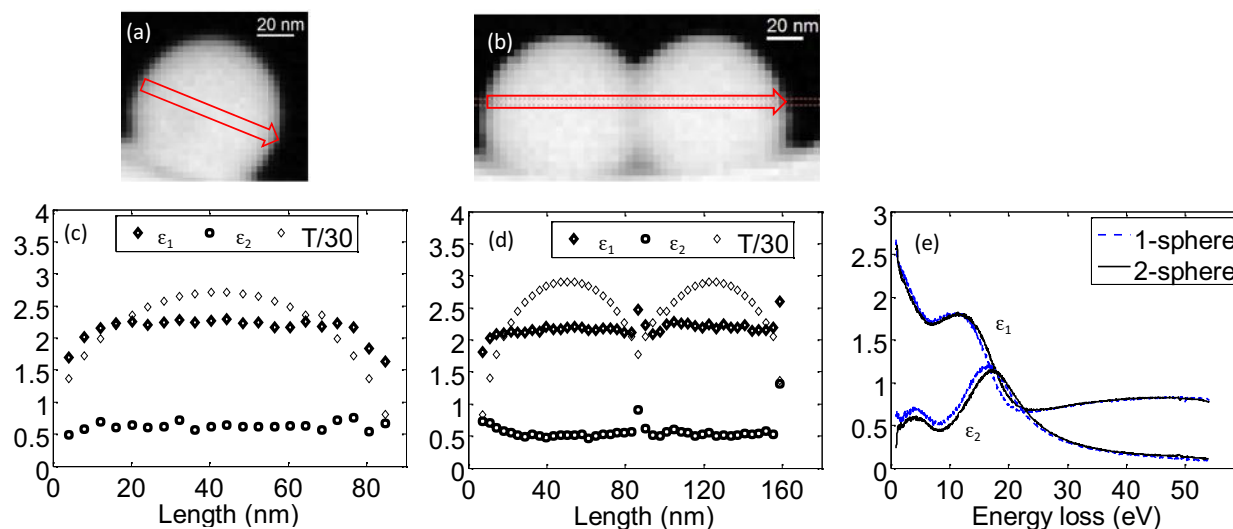 (a)
20 nm
(b)
20 nm
4
3.5
3
2.5
2
1.5
1
0.5
0
(c)
ε1 ε2 T/30
0 20 40 60 80
Length (nm)
4
3.5
3
2.5
2
1.5
1
0.5
0
(d)
ε1 ε2 T/30
0 40 80 120 160
Length (nm)
3
2.5
2
1.5
1
0.5
0
(e)
1-sphere
2-sphere
ε1
ε2
0 10 20 30 40 50
Energy loss (eV)